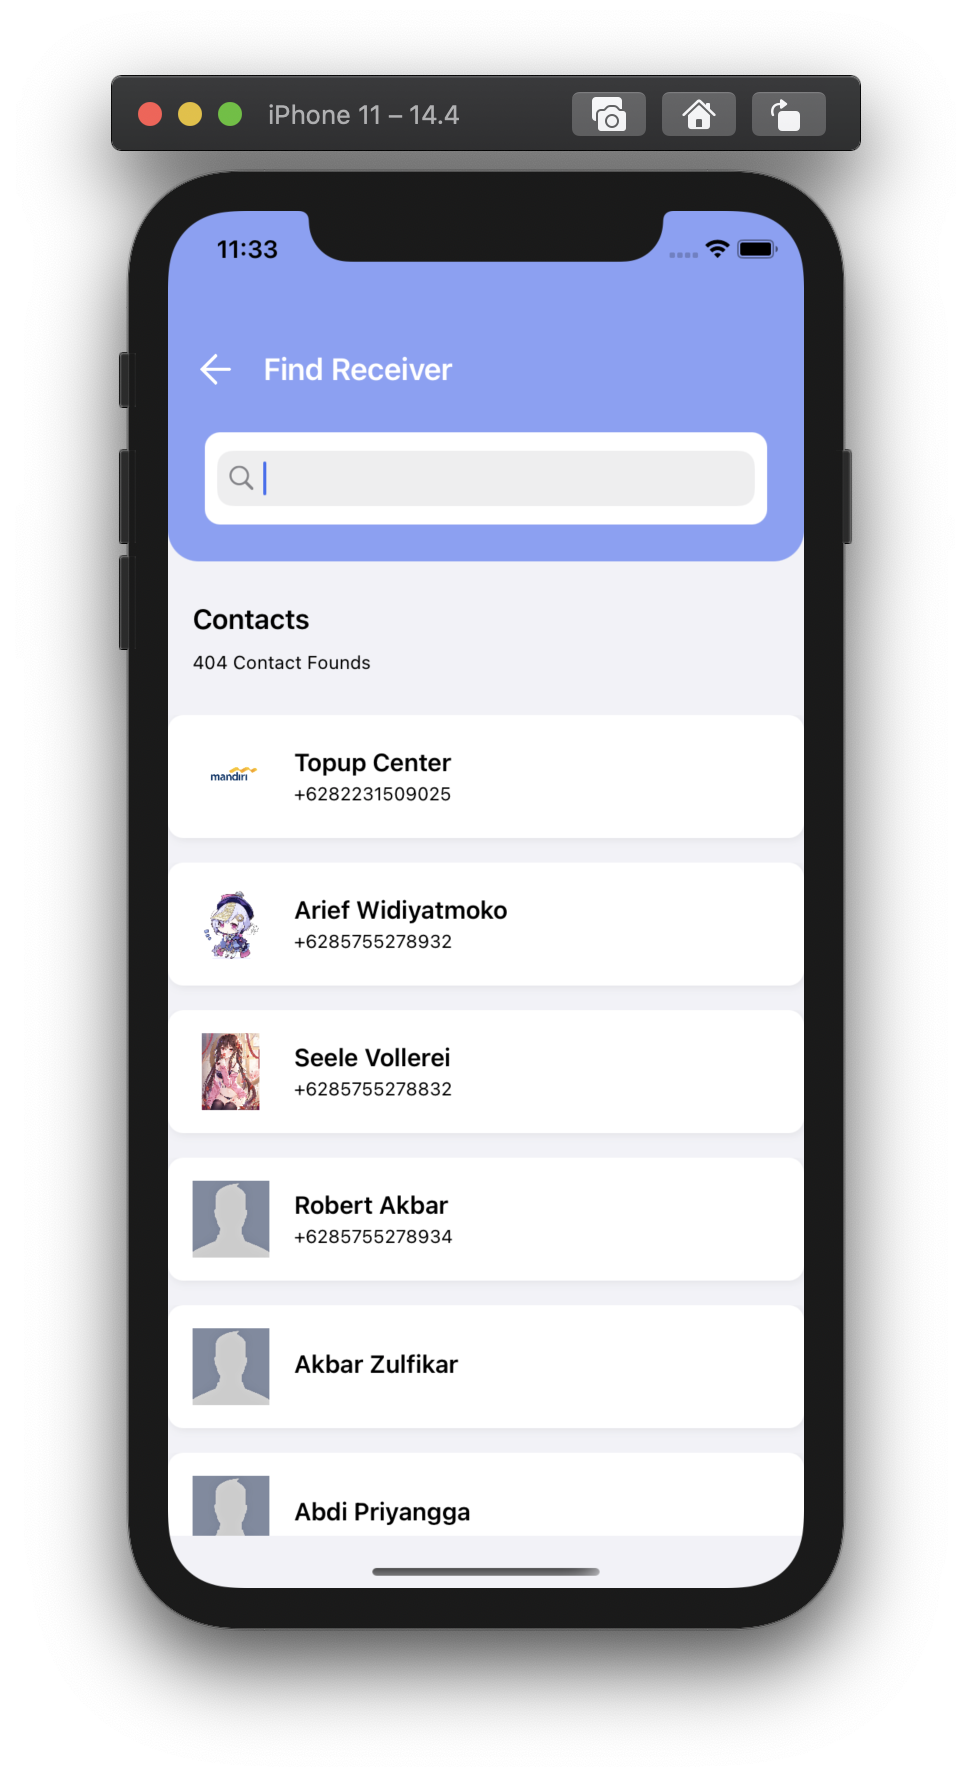 iPhone 11 – 14.4
11:33
Find Receiver
Contacts
404 Contact Founds
mandiri
Topup Center
+6282231509025
Arief Widiyatmoko
+6285755278932
Seele Vollerei
+6285755278832
Robert Akbar
+6285755278934
Akbar Zulfikar
Abdi Priyangga